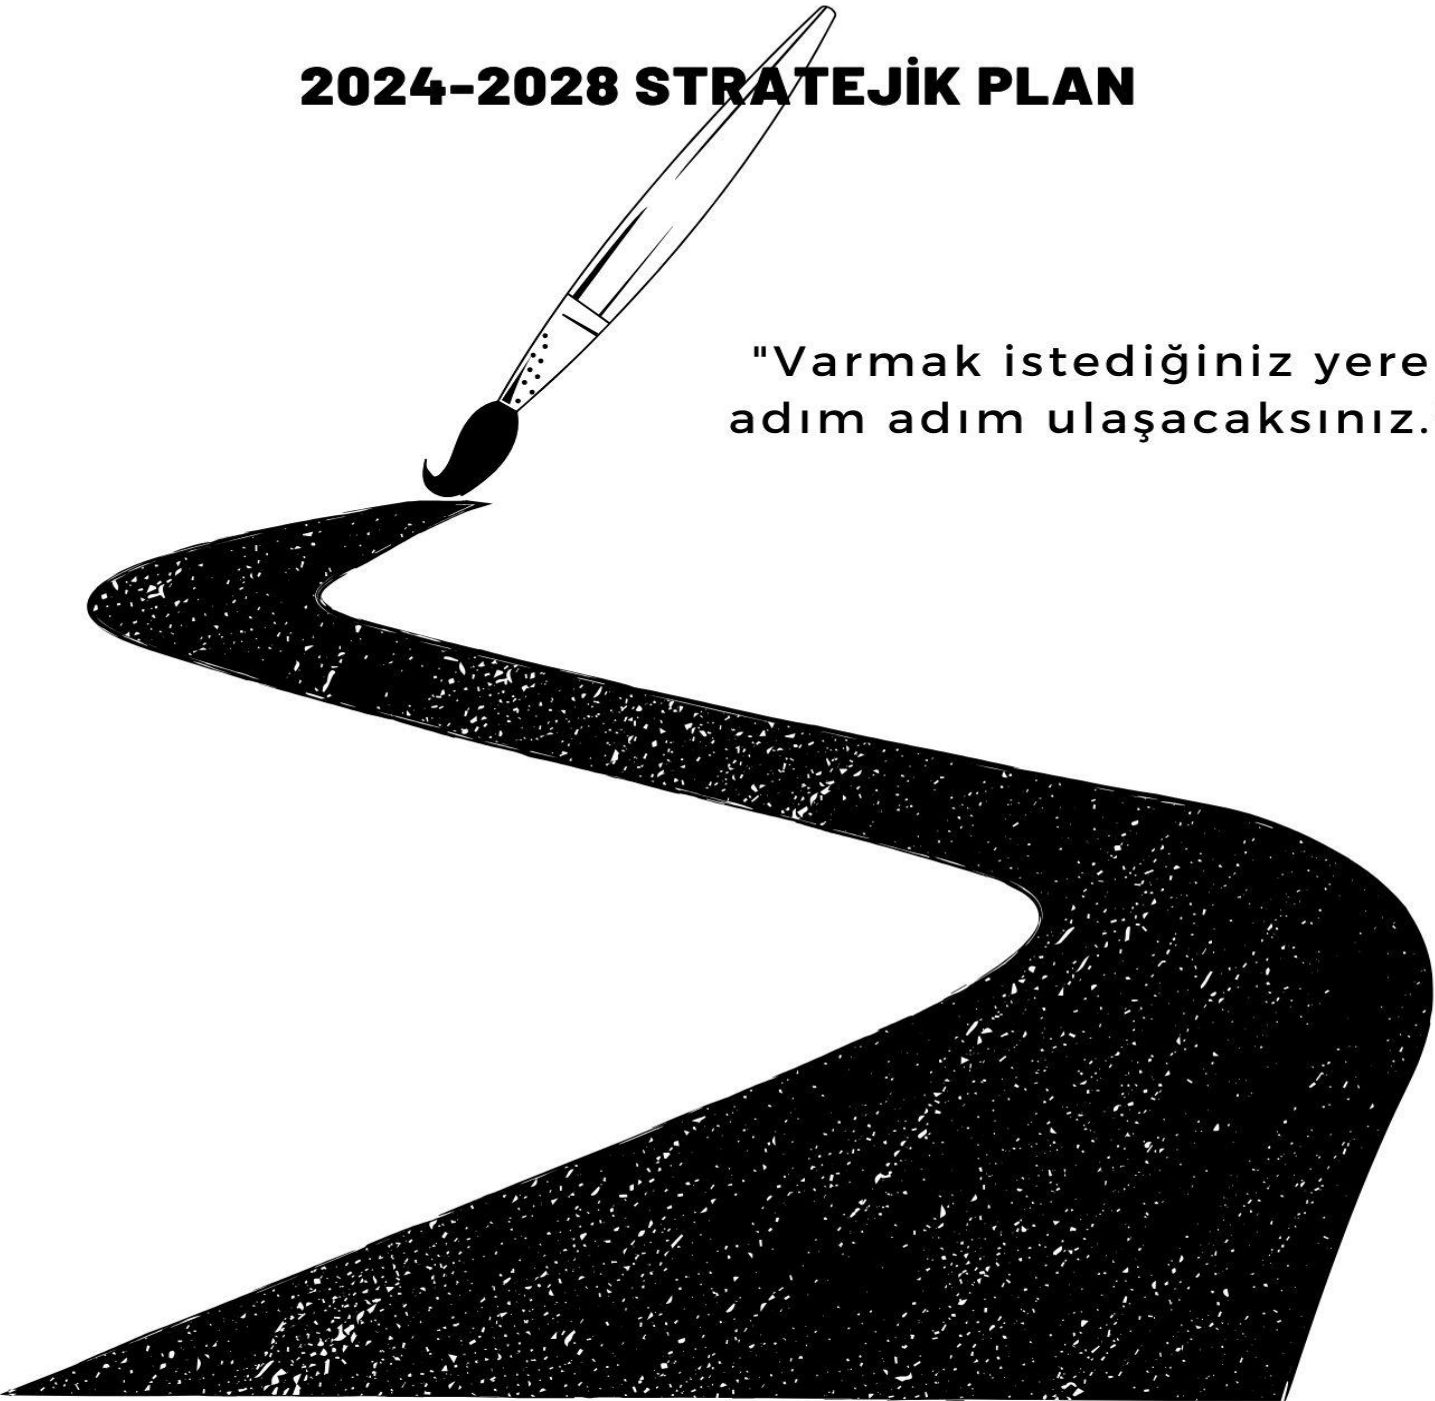 2024-2028 STRATEJİK PLAN
"Varmak istediğiniz yere
adım adım ulaşacaksınız."